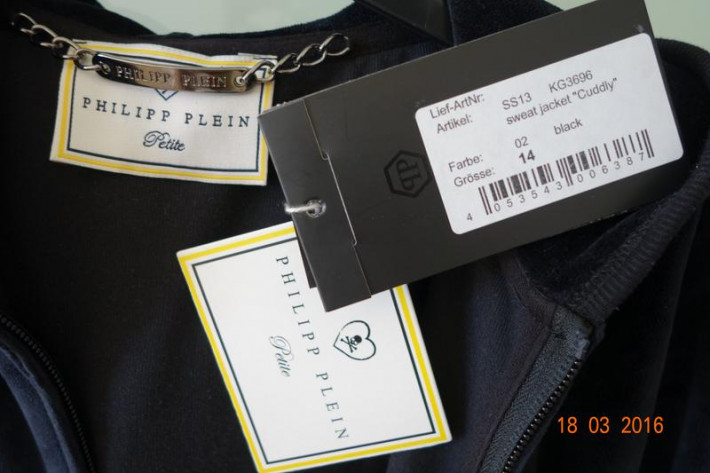 PHILIPP PLEIN
PHILIPP PLEIN
Petite
Lief-ArtNr: SS13 KG3696
Artikel: sweat jacket "Cuddly"
Farbe: 02 black
Grösse: 14
4 053543 006387
PHILIPP PLEIN
Petite
18 03 2016